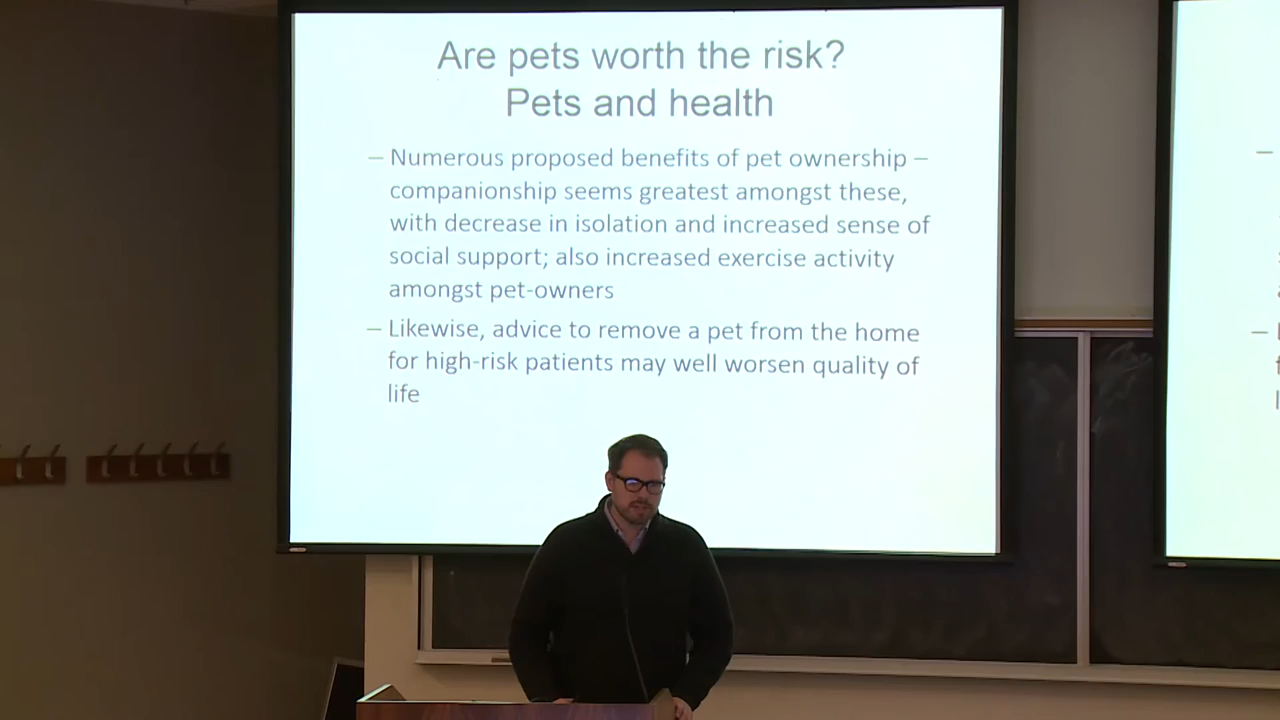 Are pets worth the risk?
Pets and health
– Numerous proposed benefits of pet ownership –
companionship seems greatest amongst these,
with decrease in isolation and increased sense of
social support; also increased exercise activity
amongst pet-owners
– Likewise, advice to remove a pet from the home
for high-risk patients may well worsen quality of
life